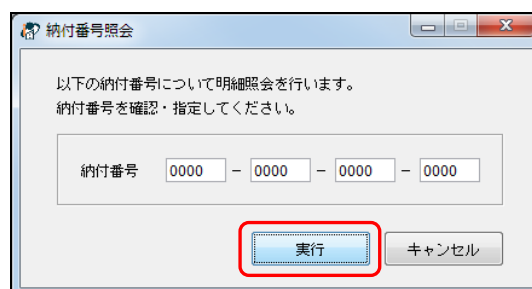 納付番号照会
以下の納付番号について明細照会を行います。
納付番号を確認・指定してください。
納付番号 0000 - 0000 - 0000 - 0000
実行 キャンセル